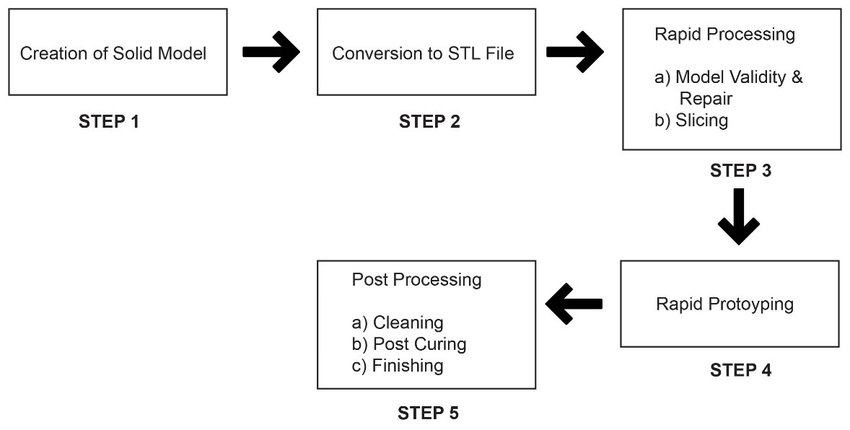 Creation of Solid Model
STEP 1
Conversion to STL File
STEP 2
Rapid Processing
a) Model Validity &
Repair
b) Slicing
STEP 3
Rapid Protoyping
STEP 4
Post Processing
a) Cleaning
b) Post Curing
c) Finishing
STEP 5